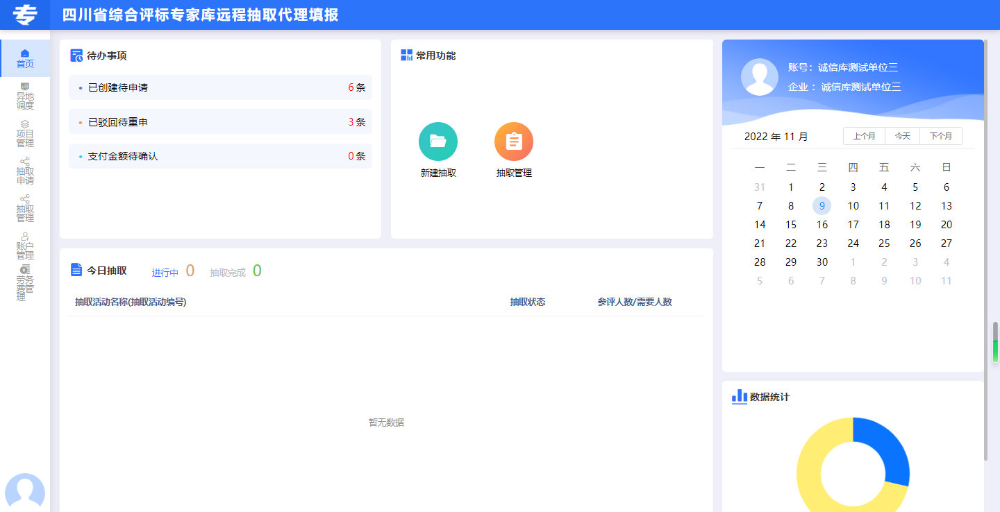 四川省综合评标专家库远程抽取代理填报
首页
异地
调度
项目
管理
抽取
申请
抽取
管理
账户
管理
劳务
费管
理
待办事项
已创建待申请 6 条
已驳回待重申 3 条
支付金额待确认 0 条
常用功能
新建抽取 抽取管理
今日抽取 进行中 0 抽取完成 0
抽取活动名称(抽取活动编号) 抽取状态 参评人数/需要人数
暂无数据
账号：诚信库测试单位三
企业 ：诚信库测试单位三
2022 年 11 月 上个月 今天 下个月
一 二 三 四 五 六 日
31 1 2 3 4 5 6
7 8 9 10 11 12 13
14 15 16 17 18 19 20
21 22 23 24 25 26 27
28 29 30 1 2 3 4
5 6 7 8 9 10 11
数据统计